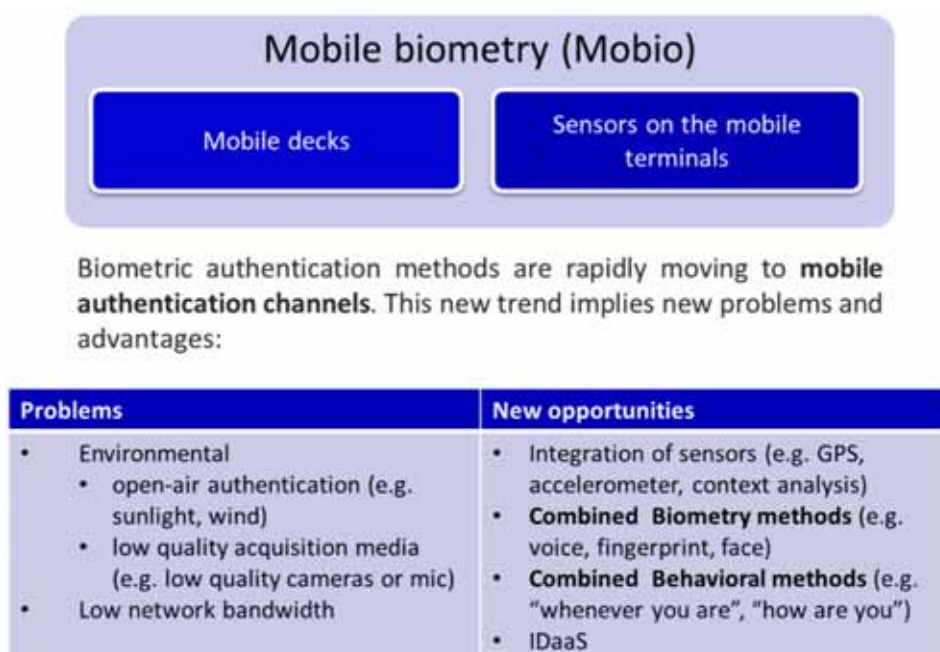 Mobile biometry (Mobio)
Mobile decks
Sensors on the mobile
terminals
Biometric authentication methods are rapidly moving to mobile
authentication channels. This new trend implies new problems and
advantages:
Problems
• Environmental
• open-air authentication (e.g.
sunlight, wind)
• low quality acquisition media
(e.g. low quality cameras or mic)
• Low network bandwidth
New opportunities
• Integration of sensors (e.g. GPS,
accelerometer, context analysis)
• Combined Biometry methods (e.g.
voice, fingerprint, face)
• Combined Behavioral methods (e.g.
“whenever you are”, “how are you”)
• IDaaS